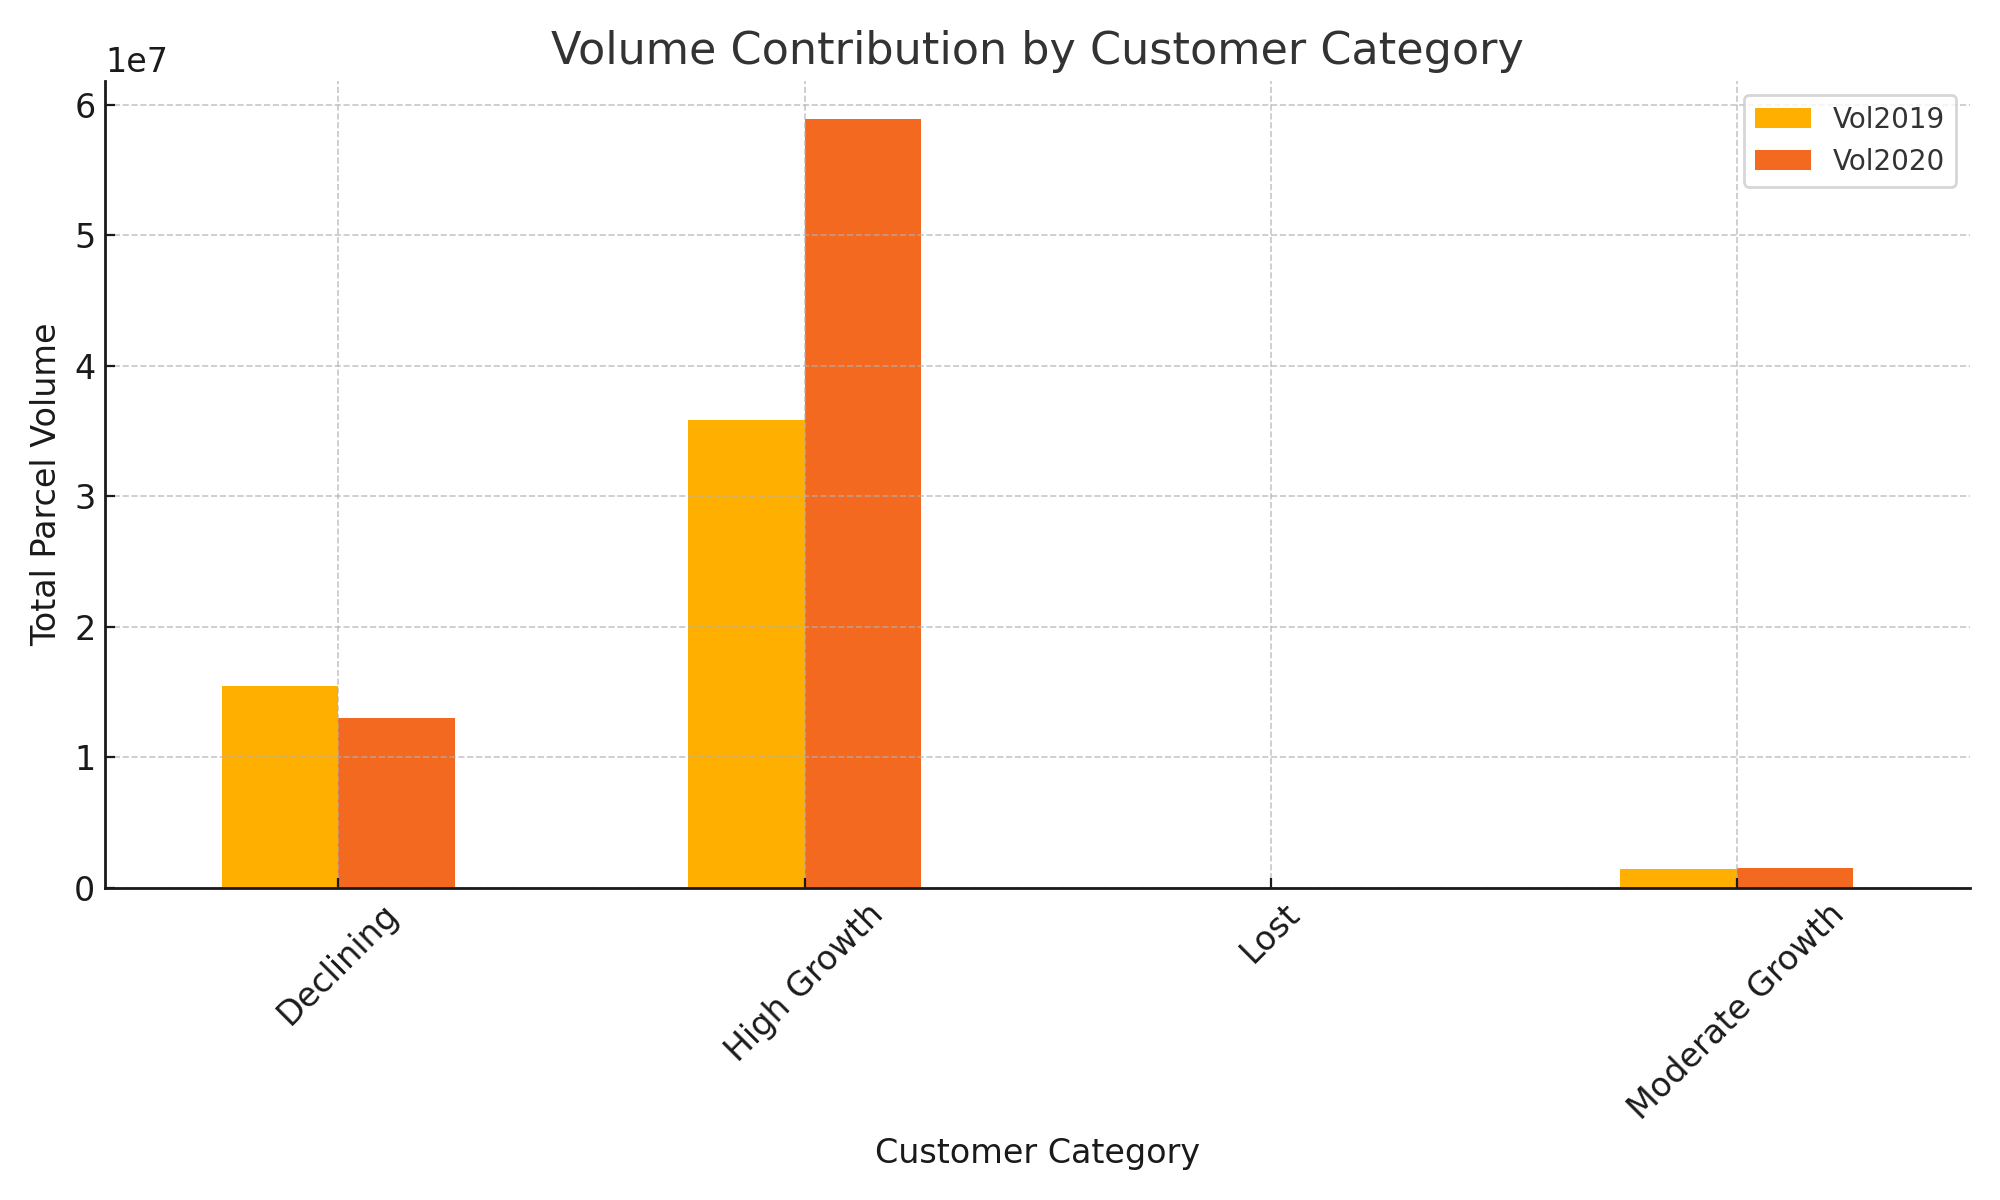 Volume Contribution by Customer Category
1e7
6
5
4
3
2
1
0
Total Parcel Volume
Vol2019
Vol2020
Declining
High Growth
Lost
Moderate Growth
Customer Category